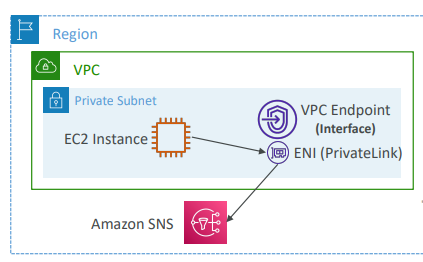 Region
VPC
Private Subnet
VPC Endpoint
(Interface)
EC2 Instance
ENI (PrivateLink)
Amazon SNS